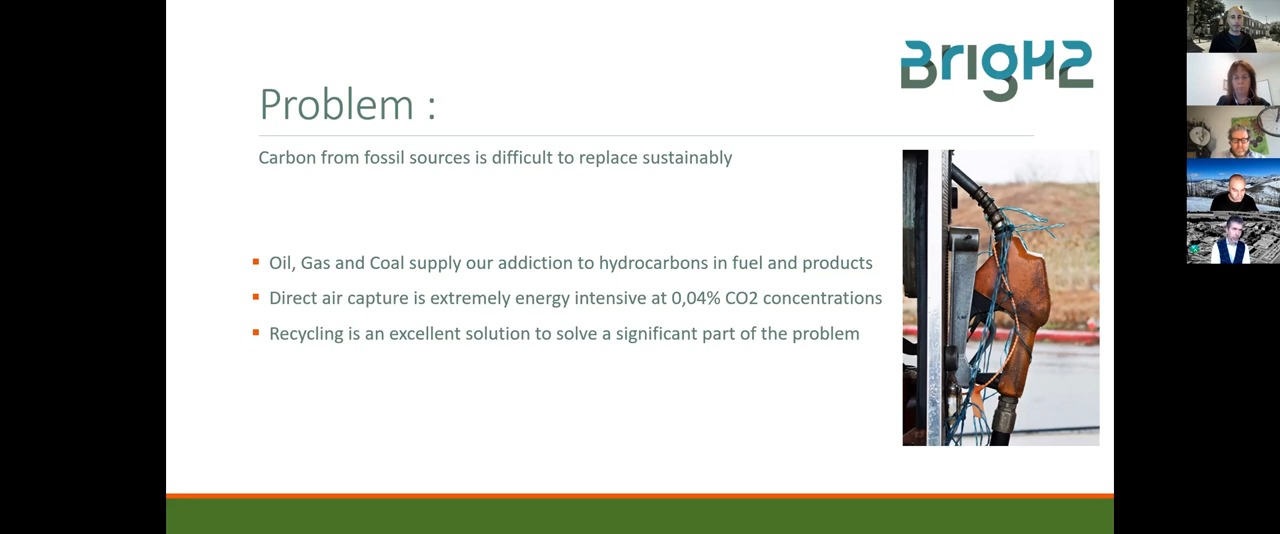 BrigH2
Problem :
Carbon from fossil sources is difficult to replace sustainably
Oil, Gas and Coal supply our addiction to hydrocarbons in fuel and products
Direct air capture is extremely energy intensive at 0,04% CO2 concentrations
Recycling is an excellent solution to solve a significant part of the problem